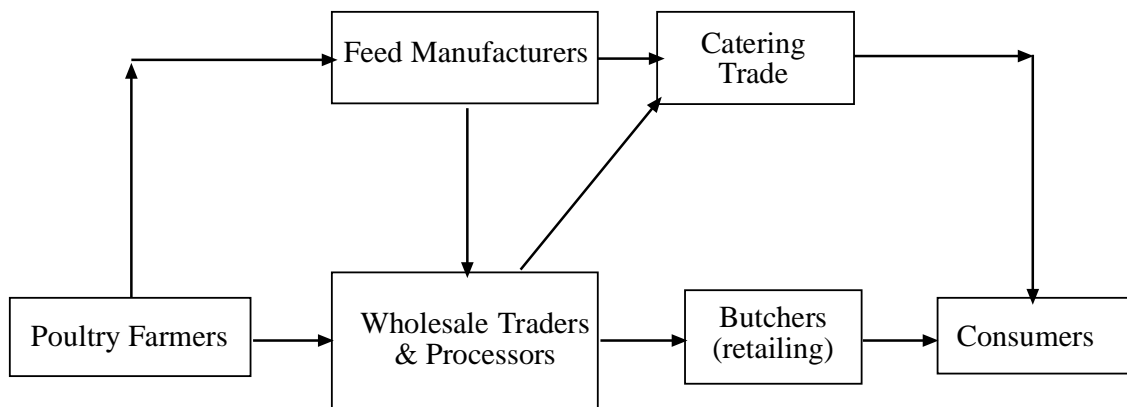 Feed Manufacturers
Catering
Trade
Poultry Farmers
Wholesale Traders
& Processors
Butchers
(retailing)
Consumers